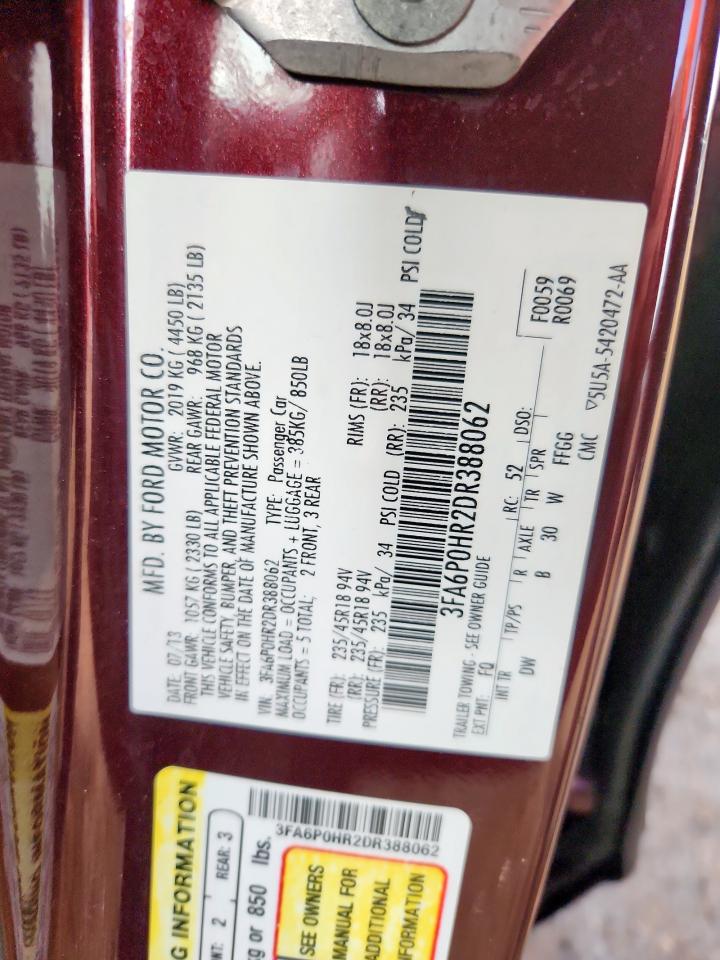 MFD. BY FORD MOTOR CO.
DATE: 07/13 GVWR: 2019 KG ( 4450 LB)
FRONT GAWR: 1057 KG ( 2330 LB) REAR GAWR: 968 KG ( 2135 LB)
THIS VEHICLE CONFORMS TO ALL APPLICABLE FEDERAL MOTOR
VEHICLE SAFETY, BUMPER, AND THEFT PREVENTION STANDARDS
IN EFFECT ON THE DATE OF MANUFACTURE SHOWN ABOVE.
VIN: 3FA6P0HR2DR388062 TYPE: Passenger Car
MAXIMUM LOAD = OCCUPANTS + LUGGAGE = 385KG/ 850LB
OCCUPANTS = 5 TOTAL: 2 FRONT, 3 REAR
TIRE (FR): 235/45R18 94V RIMS (FR): 18x8.0J
(RR): 235/45R18 94V (RR): 18x8.0J
PRESSURE (FR): 235 kPa/ 34 PSI COLD (RR): 235 kPa/ 34 PSI COLD
3FA6P0HR2DR388062
TRAILER TOWING - SEE OWNER GUIDE
EXT PNT: FQ RC: 52 DSO: F0059
R0069
INT TR TP/PS R AXLE TR SPR
DW B 30 W FFGG
CMC ▽5U5A-5420472-AA
G INFORMATION
NT: 2 REAR: 3
kg or 850 lbs.
3FA6P0HR2DR388062
SEE OWNERS
MANUAL FOR
ADDITIONAL
INFORMATION